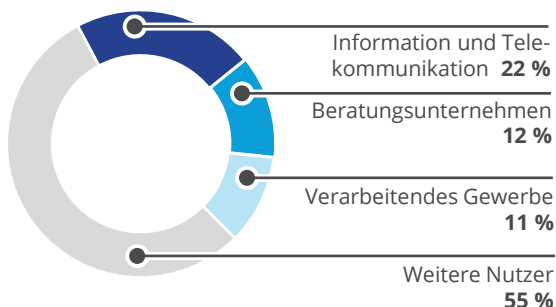 Information und Tele-
kommunikation 22 %
Beratungsunternehmen
12 %
Verarbeitendes Gewerbe
11 %
Weitere Nutzer
55 %